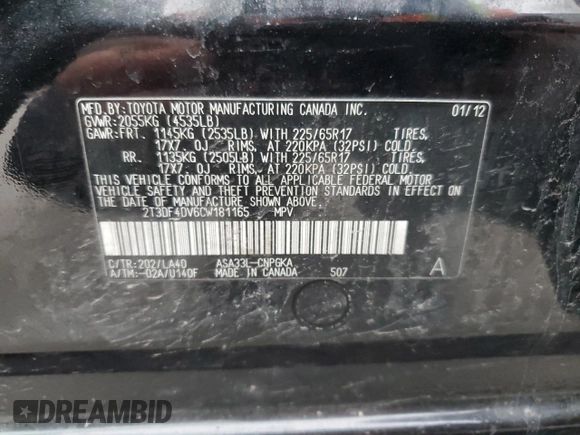 MFD.BY:TOYOTA MOTOR MANUFACTURING CANADA INC. 01/12
GVWR:2055KG (4535LB)
GAWR:FRT. 1145KG (2535LB) WITH 225/65R17 TIRES,
17X7.0J RIMS, AT 220KPA (32PSI) COLD.
RR. 1135KG (2505LB) WITH 225/65R17 TIRES,
17X7.0J RIMS, AT 220KPA (32PSI) COLD.
THIS VEHICLE CONFORMS TO ALL APPLICABLE FEDERAL MOTOR
VEHICLE SAFETY AND THEFT PREVENTION STANDARDS IN EFFECT ON
THE DATE OF MANUFACTURE SHOWN ABOVE.
2T3DF4DV6CW181165 MPV
C/TR:202/LA40 ASA33L-CNPGKA
A/TM:-02A/U140F MADE IN CANADA 507 A
DREAMBID